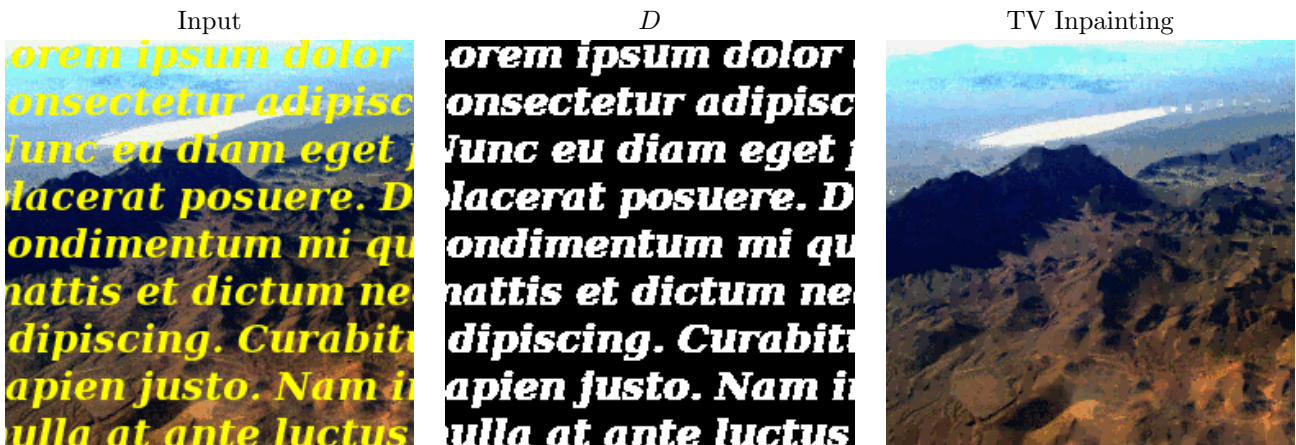 Input
orem ipsum dolor
onsectetur adipisc
unc eu diam eget
lacerat posuere. D
ondimentum mi qu
attis et dictum ne
dipiscing. Curabit
apien justo. Nam i
ulla at ante luctus
D
orem ipsum dolor
onsectetur adipisc
unc eu diam eget
lacerat posuere. D
ondimentum mi qu
attis et dictum ne
dipiscing. Curabit
apien justo. Nam i
ulla at ante luctus
TV Inpainting